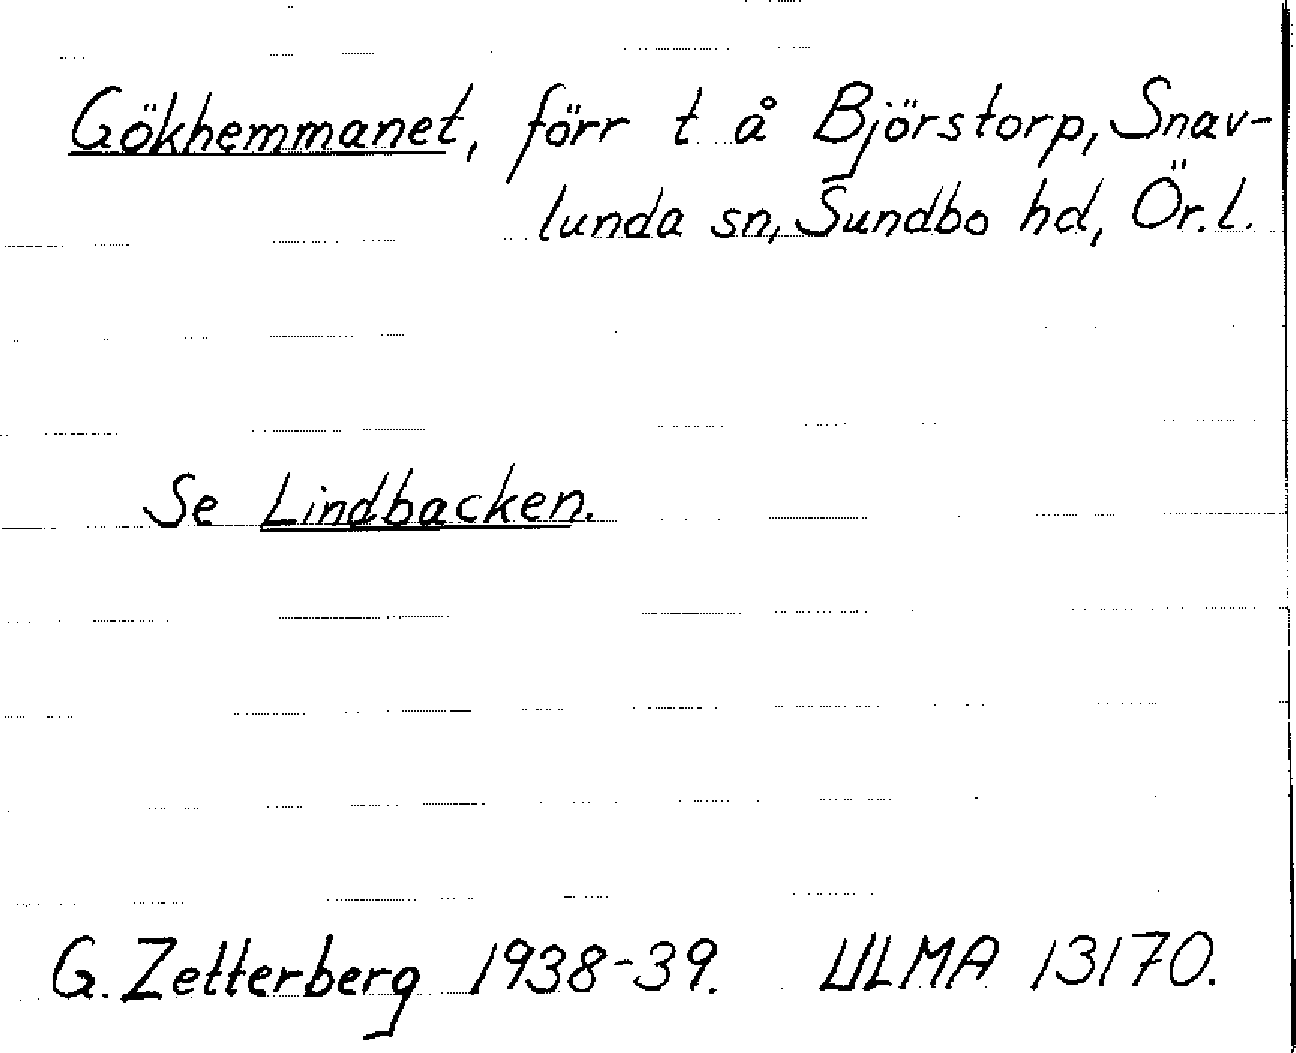 Gökhemmanet, förr t å Björstorp, Snav-
lunda sn, Sundbo hd, Ör.l.
Se Lindbacken.
G. Zetterberg 1938-39. ULMA 13170.